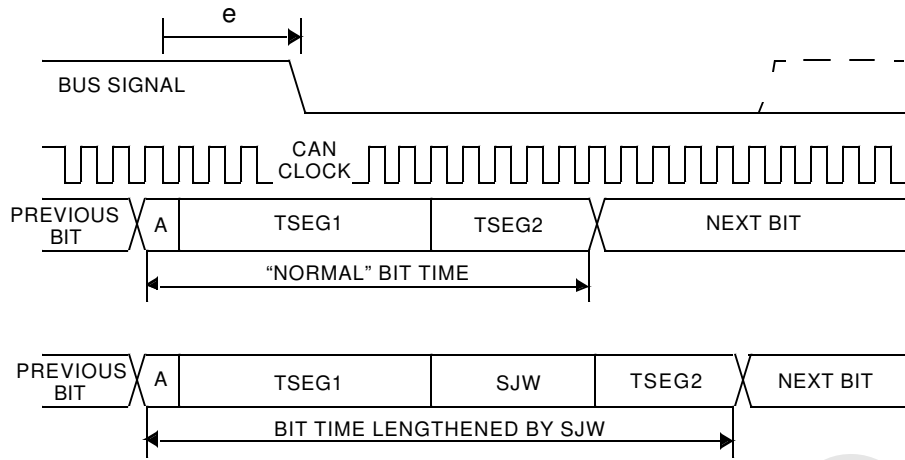 e
BUS SIGNAL
CAN
CLOCK
PREVIOUS
BIT
A
TSEG1
TSEG2
NEXT BIT
“NORMAL” BIT TIME
PREVIOUS
BIT
A
TSEG1
SJW
TSEG2
NEXT BIT
BIT TIME LENGTHENED BY SJW